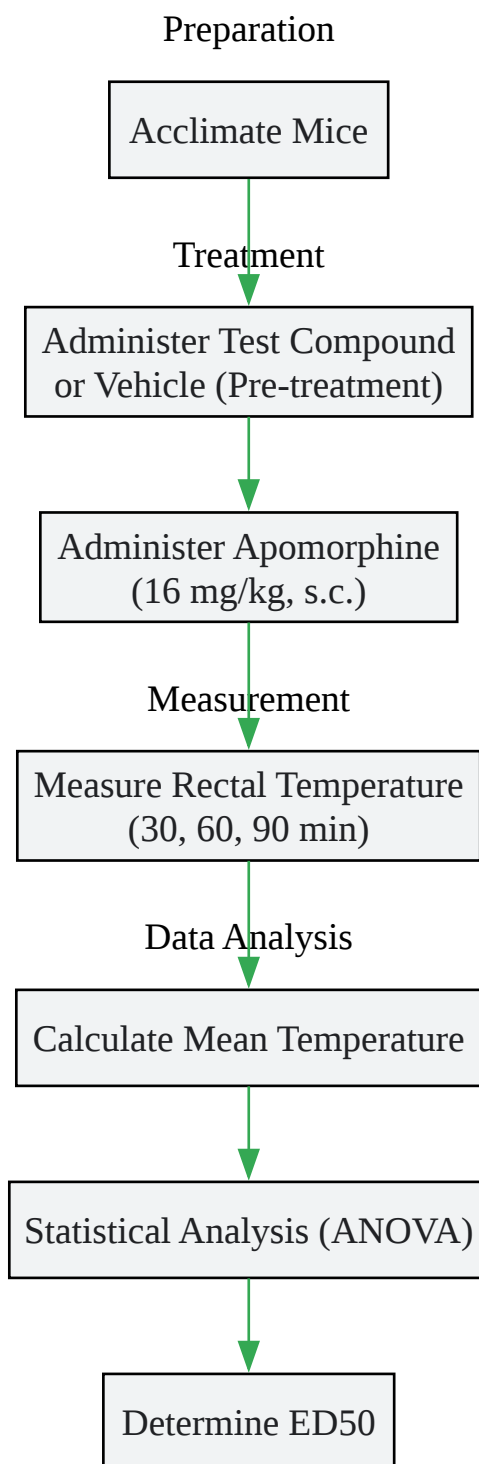 Preparation
Acclimate Mice
Treatment
Administer Test Compound
or Vehicle (Pre-treatment)
Administer Apomorphine
(16 mg/kg, s.c.)
Measurement
Measure Rectal Temperature
(30, 60, 90 min)
Data Analysis
Calculate Mean Temperature
Statistical Analysis (ANOVA)
Determine ED50